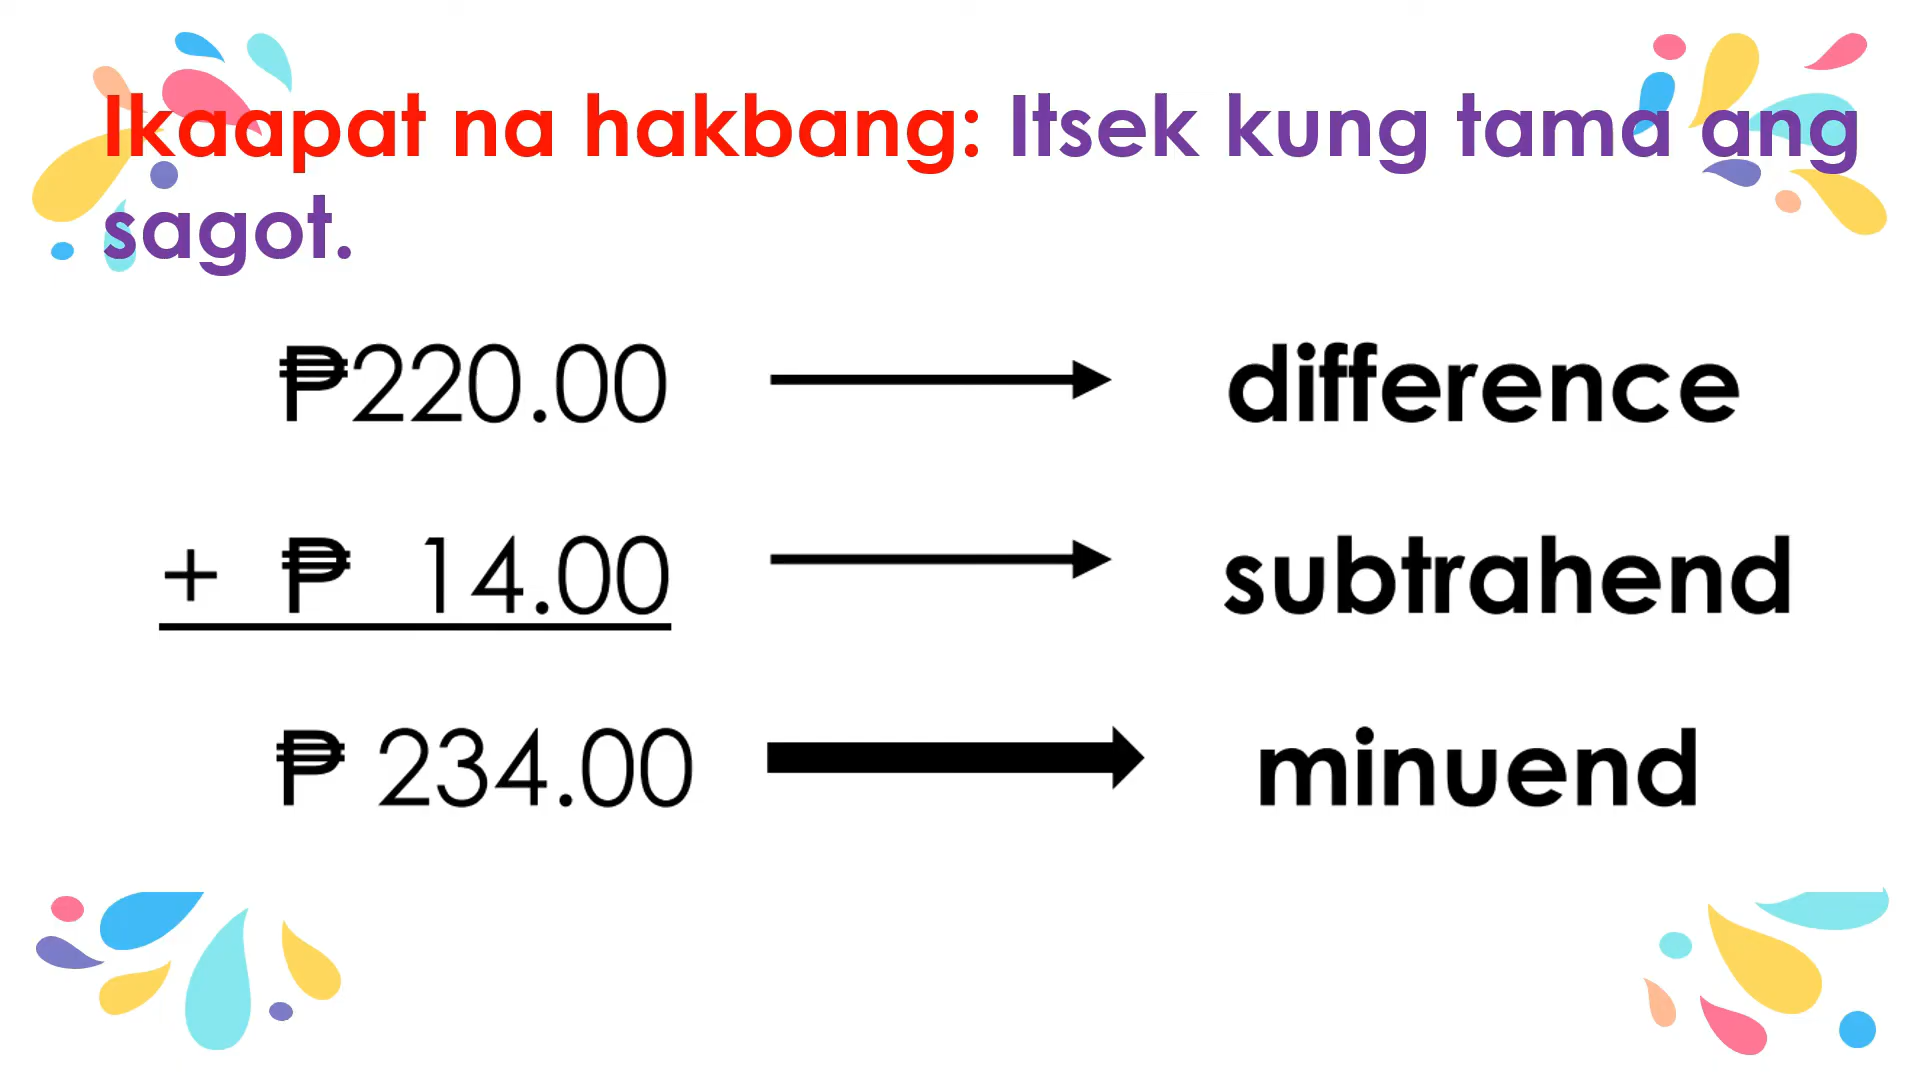 Ikaapat na hakbang: Itsek kung tama ang
sagot.
₱220.00 difference
+ ₱ 14.00 subtrahend
₱ 234.00 minuend